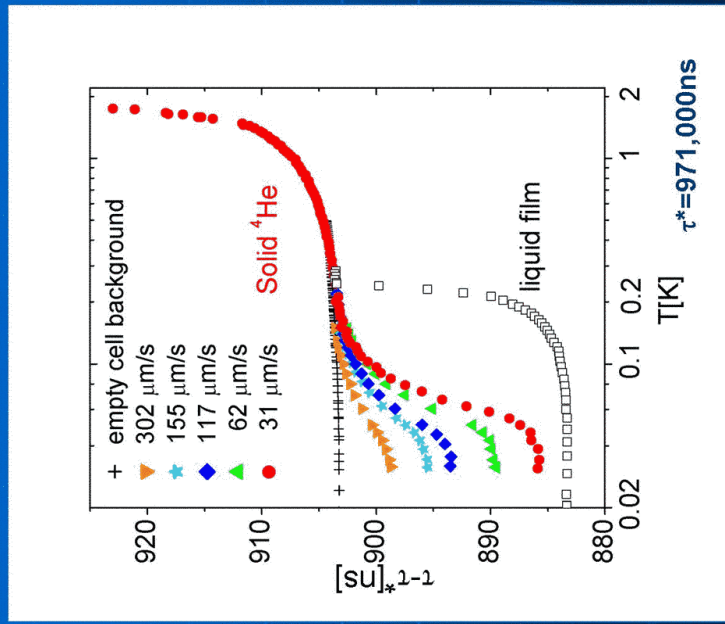 + empty cell background
302 μm/s
155 μm/s
117 μm/s
62 μm/s
31 μm/s
Solid ⁴He
liquid film
τ-τ*[ns]
920
910
900
890
880
0.02
0.1
0.2
1
2
T[K]
τ*=971,000ns